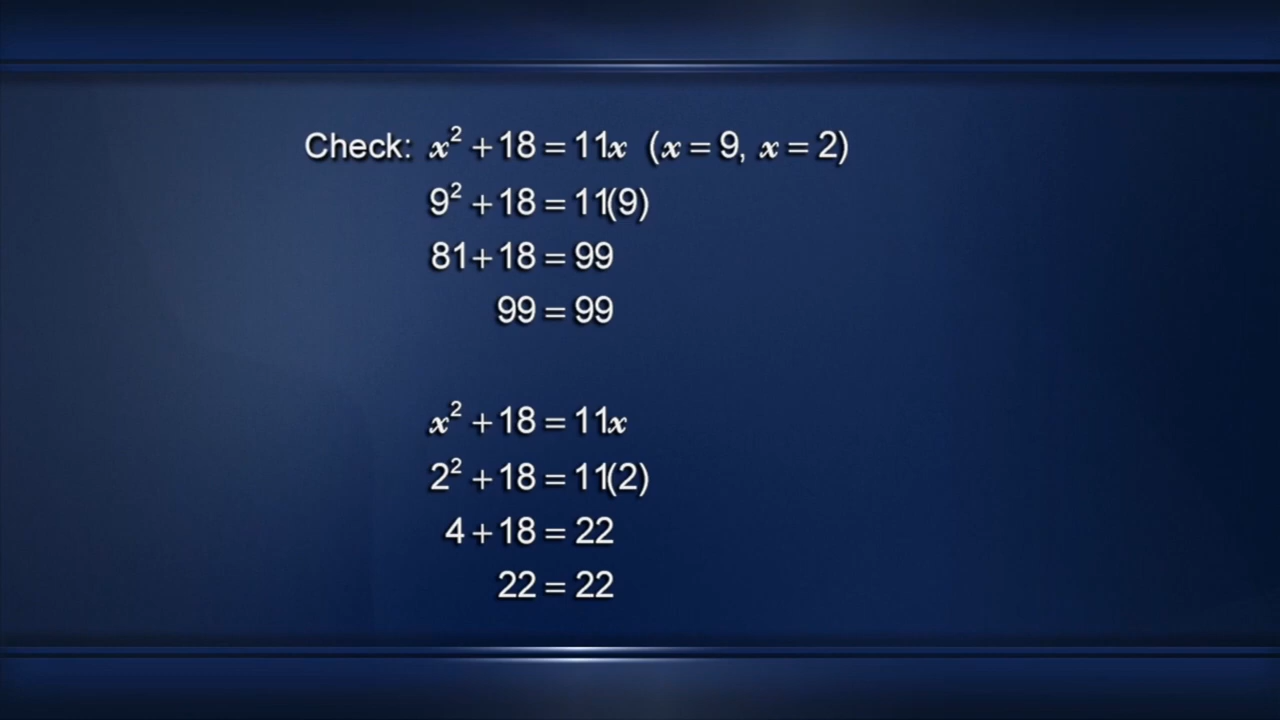 Check: x² + 18 = 11x (x = 9, x = 2)
9² + 18 = 11(9)
81 + 18 = 99
99 = 99
x² + 18 = 11x
2² + 18 = 11(2)
4 + 18 = 22
22 = 22